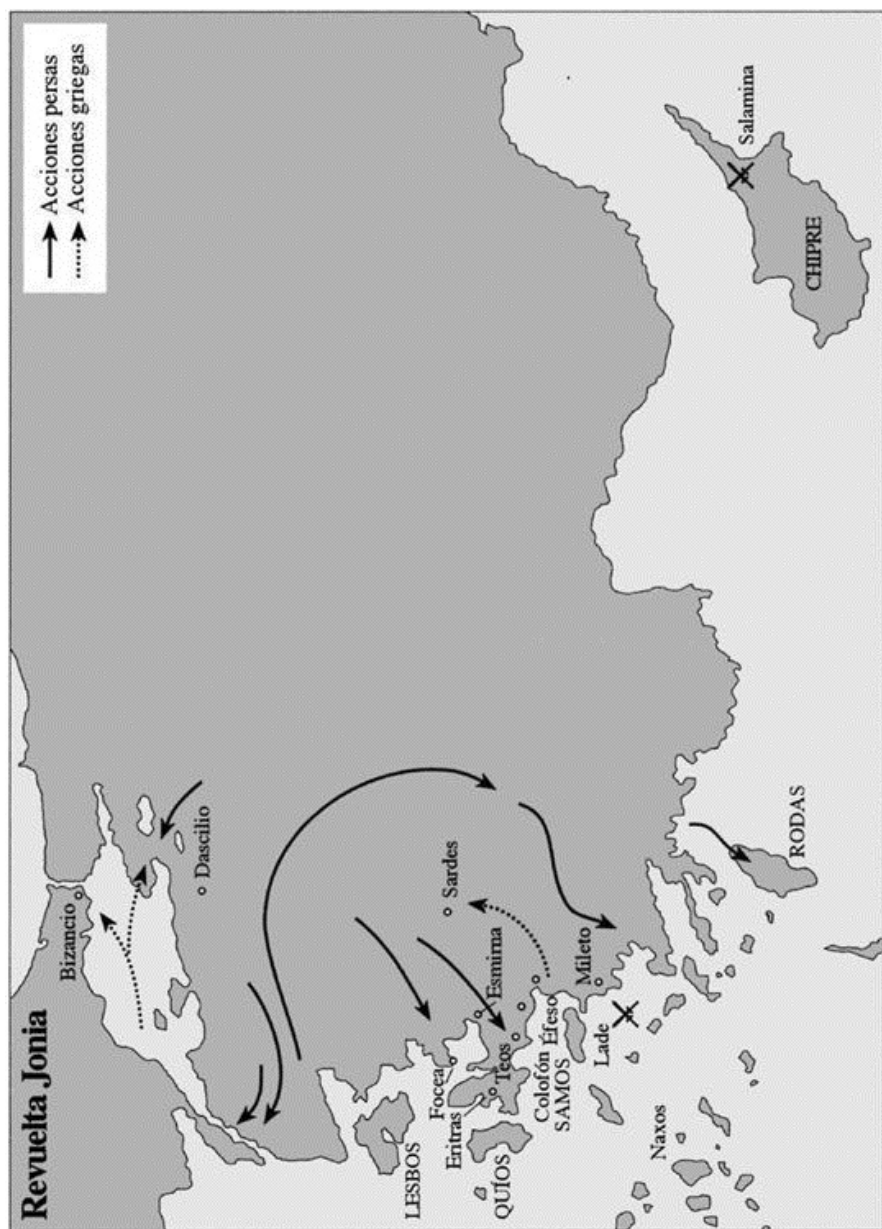 Revuelta Jonia
Acciones persas
Acciones griegas
Bizancio
Dascilio
Sardes
Esmirna
Focea
Eritras
Teos
LESBOS
QUÍOS
Colofón
Éfeso
SAMOS
Mileto
Lade
Naxos
RODAS
Salamina
CHIPRE